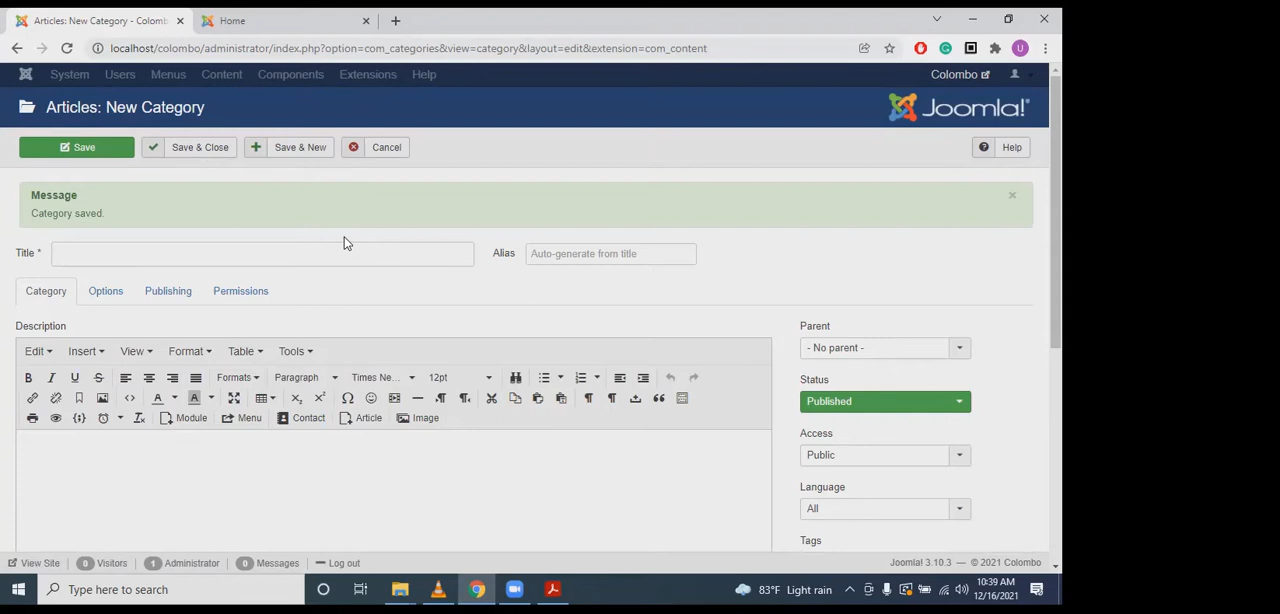 Articles: New Category - Colomb
Home
localhost/colombo/administrator/index.php?option=com_categories&view=category&layout=edit&extension=com_content
U
System Users Menus Content Components Extensions Help
Colombo
Articles: New Category
Joomla!®
Save Save & Close Save & New Cancel Help
Message
Category saved.
Title * Alias Auto-generate from title
Category Options Publishing Permissions
Description
Parent
- No parent -
Edit Insert View Format Table Tools
Status
Published
B I U S Formats Paragraph Times Ne... 12pt
Module Menu Contact Article Image
Access
Public
Language
All
Tags
View Site 0 Visitors 1 Administrator 0 Messages Log out
Joomla! 3.10.3 — © 2021 Colombo
Type here to search
83°F Light rain
10:39 AM
12/16/2021